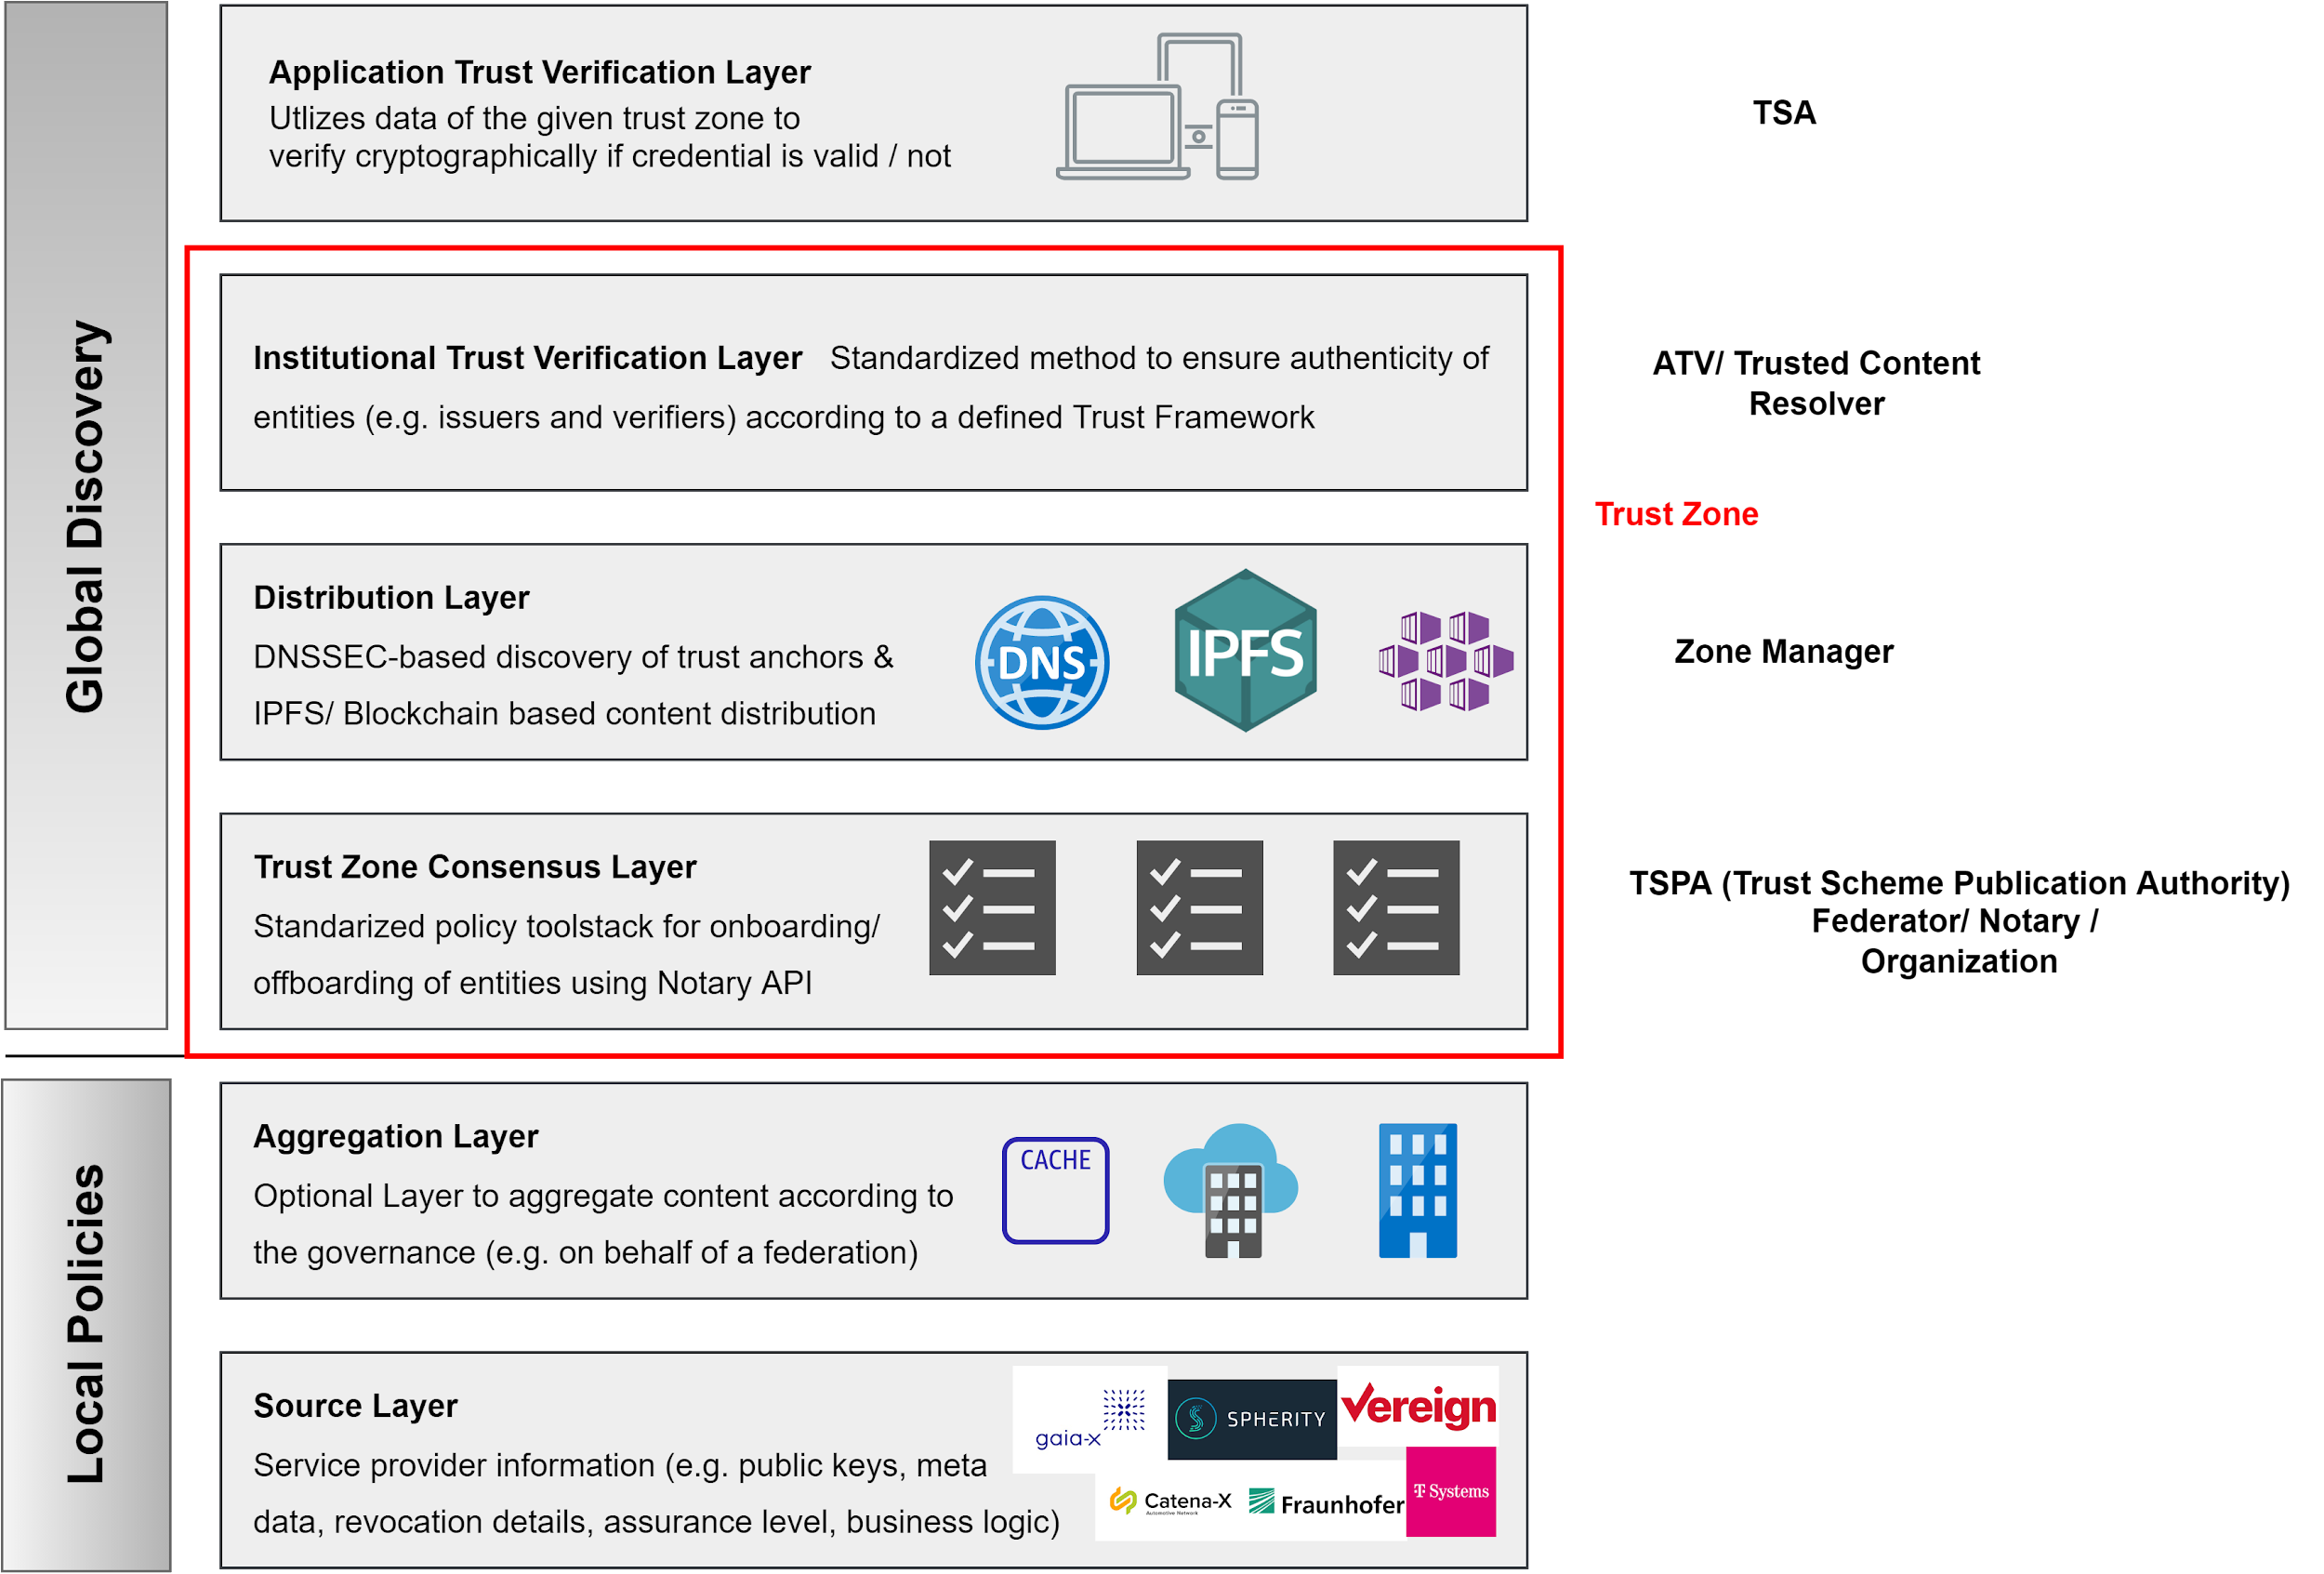 Global Discovery
Application Trust Verification Layer
Utlizes data of the given trust zone to
verify cryptographically if credential is valid / not
TSA
Institutional Trust Verification Layer Standardized method to ensure authenticity of
entities (e.g. issuers and verifiers) according to a defined Trust Framework
ATV/ Trusted Content
Resolver
Trust Zone
Distribution Layer
DNSSEC-based discovery of trust anchors &
IPFS/ Blockchain based content distribution
DNS
IPFS
Zone Manager
Trust Zone Consensus Layer
Standarized policy toolstack for onboarding/
offboarding of entities using Notary API
TSPA (Trust Scheme Publication Authority)
Federator/ Notary /
Organization
Local Policies
Aggregation Layer
Optional Layer to aggregate content according to
the governance (e.g. on behalf of a federation)
CACHE
Source Layer
Service provider information (e.g. public keys, meta
data, revocation details, assurance level, business logic)
gaia-x
SPHERITY
Vereign
Catena-X
Automotive Network
Fraunhofer
T Systems